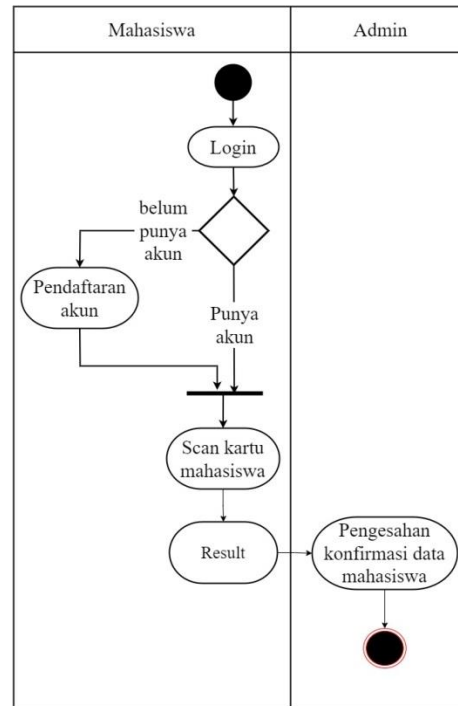 Mahasiswa
Admin
Login
belum
punya
akun
Pendaftaran
akun
Punya
akun
Scan kartu
mahasiswa
Result
Pengesahan
konfirmasi data
mahasiswa